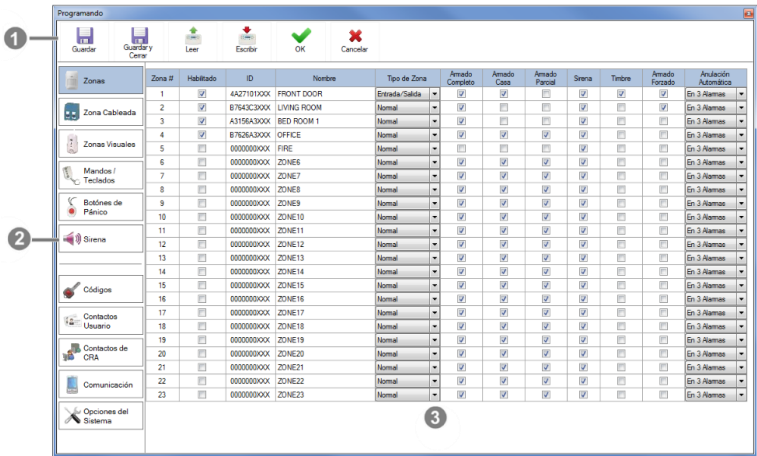 Programando
1
Guardar
Guardar y Cerrar
Leer
Escribir
OK
Cancelar
Zonas
Zona Cableada
Zonas Visuales
Mandos / Teclados
Botónes de Pánico
2
Sirena
Códigos
Contactos Usuario
Contactos de CRA
Comunicación
Opciones del Sistema
Zona # Habilitado ID Nombre Tipo de Zona Armado Completo Armado Casa Armado Parcial Sirena Timbre Armado Forzado Anulación Automática
1 4A27101XXX FRONT DOOR Entrada/Salida En 3 Alarmas
2 B7643C3XXX LIVING ROOM Normal En 3 Alarmas
3 A3156A3XXX BED ROOM 1 Normal En 3 Alarmas
4 B7626A3XXX OFFICE Normal En 3 Alarmas
5 0000000XXX FIRE Normal En 3 Alarmas
6 0000000XXX ZONE6 Normal En 3 Alarmas
7 0000000XXX ZONE7 Normal En 3 Alarmas
8 0000000XXX ZONE8 Normal En 3 Alarmas
9 0000000XXX ZONE9 Normal En 3 Alarmas
10 0000000XXX ZONE10 Normal En 3 Alarmas
11 0000000XXX ZONE11 Normal En 3 Alarmas
12 0000000XXX ZONE12 Normal En 3 Alarmas
13 0000000XXX ZONE13 Normal En 3 Alarmas
14 0000000XXX ZONE14 Normal En 3 Alarmas
15 0000000XXX ZONE15 Normal En 3 Alarmas
16 0000000XXX ZONE16 Normal En 3 Alarmas
17 0000000XXX ZONE17 Normal En 3 Alarmas
18 0000000XXX ZONE18 Normal En 3 Alarmas
19 0000000XXX ZONE19 Normal En 3 Alarmas
20 0000000XXX ZONE20 Normal En 3 Alarmas
21 0000000XXX ZONE21 Normal En 3 Alarmas
22 0000000XXX ZONE22 Normal En 3 Alarmas
23 0000000XXX ZONE23 Normal En 3 Alarmas
3